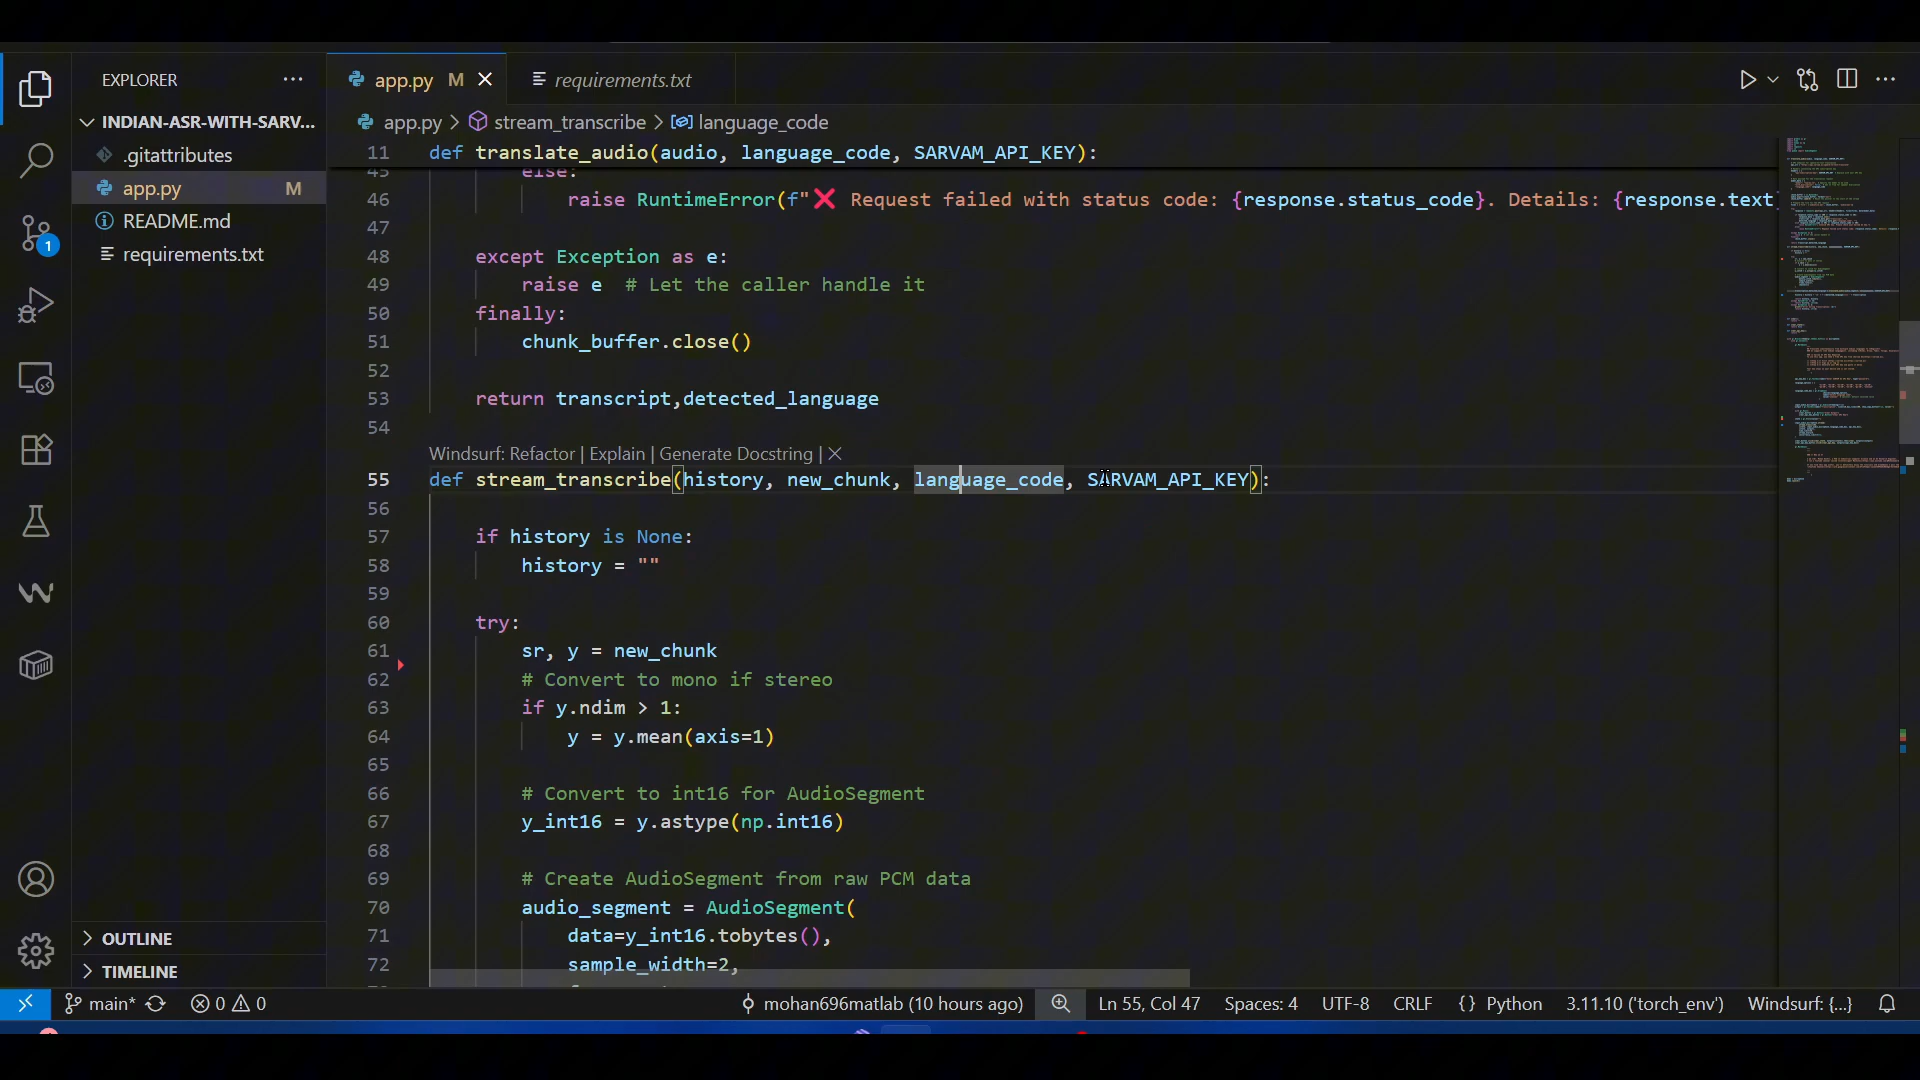 EXPLORER
app.py M
requirements.txt
INDIAN-ASR-WITH-SARV...
.gitattributes
app.py M
README.md
requirements.txt
1
OUTLINE
TIMELINE
app.py > stream_transcribe > language_code
11 def translate_audio(audio, language_code, SARVAM_API_KEY):
45 else:
46 raise RuntimeError(f"❌ Request failed with status code: {response.status_code}. Details: {response.text
47
48 except Exception as e:
49 raise e # Let the caller handle it
50 finally:
51 chunk_buffer.close()
52
53 return transcript,detected_language
54
Windsurf: Refactor | Explain | Generate Docstring | ×
55 def stream_transcribe(history, new_chunk, language_code, SARVAM_API_KEY):
56
57 if history is None:
58 history = ""
59
60 try:
61 sr, y = new_chunk
62 # Convert to mono if stereo
63 if y.ndim > 1:
64 y = y.mean(axis=1)
65
66 # Convert to int16 for AudioSegment
67 y_int16 = y.astype(np.int16)
68
69 # Create AudioSegment from raw PCM data
70 audio_segment = AudioSegment(
71 data=y_int16.tobytes(),
72 sample_width=2,
main* 0 0 mohan696matlab (10 hours ago) Ln 55, Col 47 Spaces: 4 UTF-8 CRLF {} Python 3.11.10 ('torch_env') Windsurf: {...}